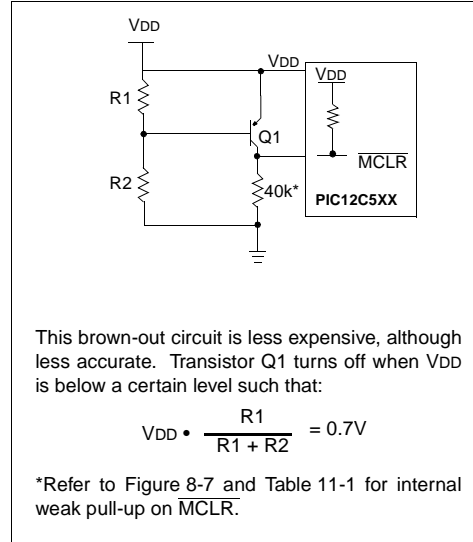 VDD
VDD
VDD
R1
Q1
MCLR
R2
40k*
PIC12C5XX
This brown-out circuit is less expensive, although
less accurate. Transistor Q1 turns off when VDD
is below a certain level such that:
VDD • R1 / R1 + R2 = 0.7V
*Refer to Figure 8-7 and Table 11-1 for internal
weak pull-up on MCLR.